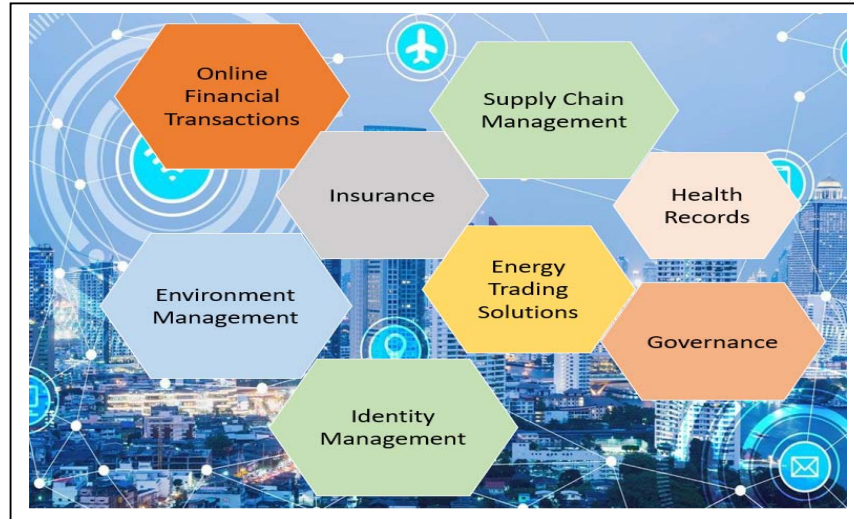 Online
Financial
Transactions
Supply Chain
Management
Insurance
Health
Records
Environment
Management
Energy
Trading
Solutions
Governance
Identity
Management